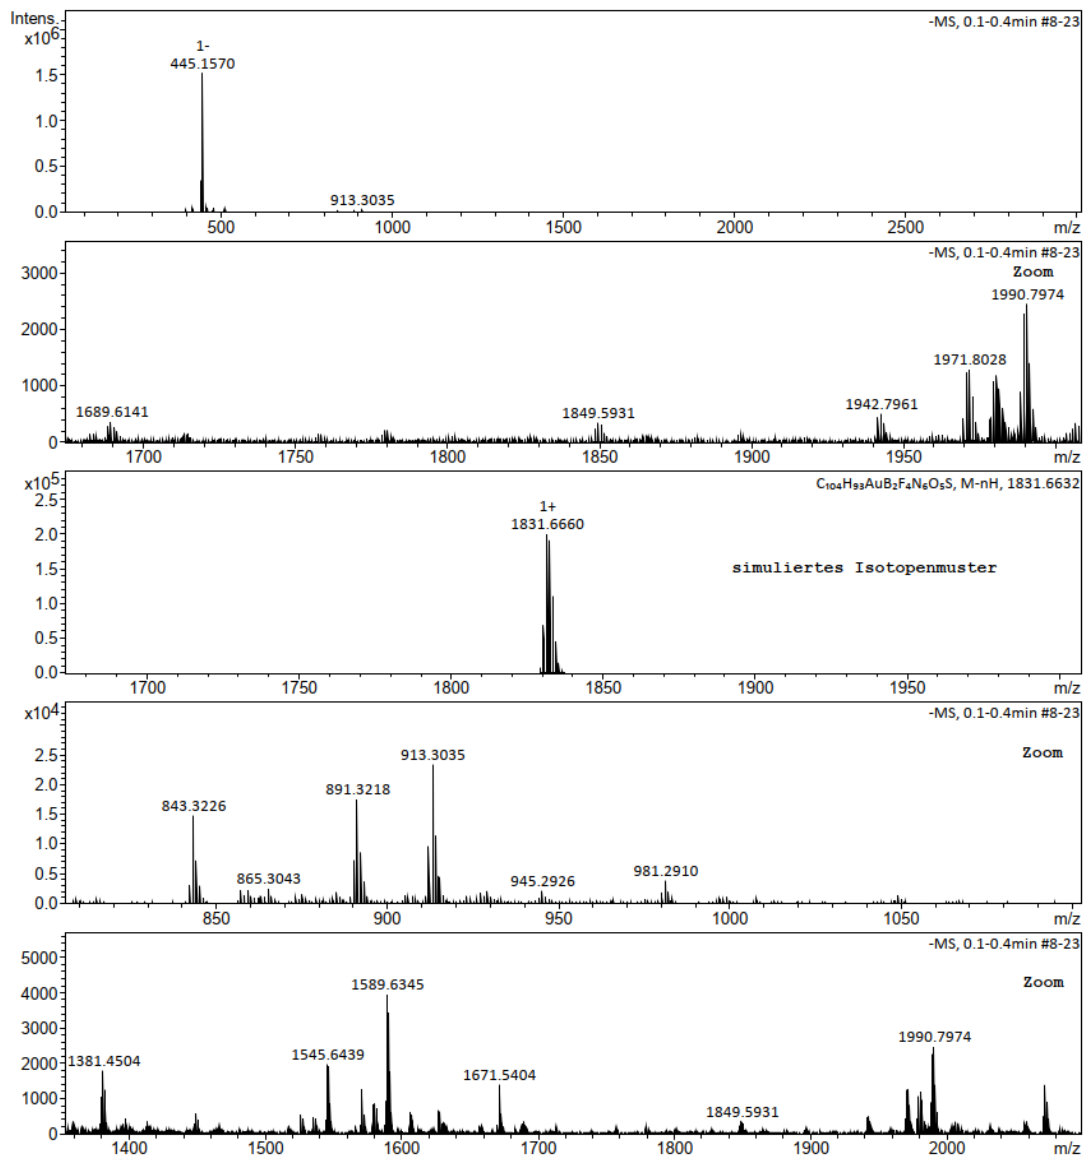 Intens.
x10⁶
-MS, 0.1-0.4min #8-23
1-
445.1570
1.5
1.0
0.5
913.3035
0.0
500 1000 1500 2000 2500 m/z
-MS, 0.1-0.4min #8-23
Zoom
3000
1990.7974
2000
1971.8028
1000
1689.6141 1849.5931 1942.7961
0
1700 1750 1800 1850 1900 1950 m/z
x10⁵
C₁₀₄H₉₃AuB₂F₄N₆O₅S, M-nH, 1831.6632
2.5
1+
1831.6660
2.0
1.5
simuliertes Isotopenmuster
1.0
0.5
0.0
1700 1750 1800 1850 1900 1950 m/z
x10⁴
-MS, 0.1-0.4min #8-23
Zoom
2.5
913.3035
2.0
891.3218
1.5
843.3226
1.0
0.5
865.3043 945.2926 981.2910
0.0
850 900 950 1000 1050 m/z
-MS, 0.1-0.4min #8-23
5000
Zoom
4000
1589.6345
3000
1990.7974
2000
1381.4504 1545.6439 1671.5404
1000
1849.5931
0
1400 1500 1600 1700 1800 1900 2000 m/z